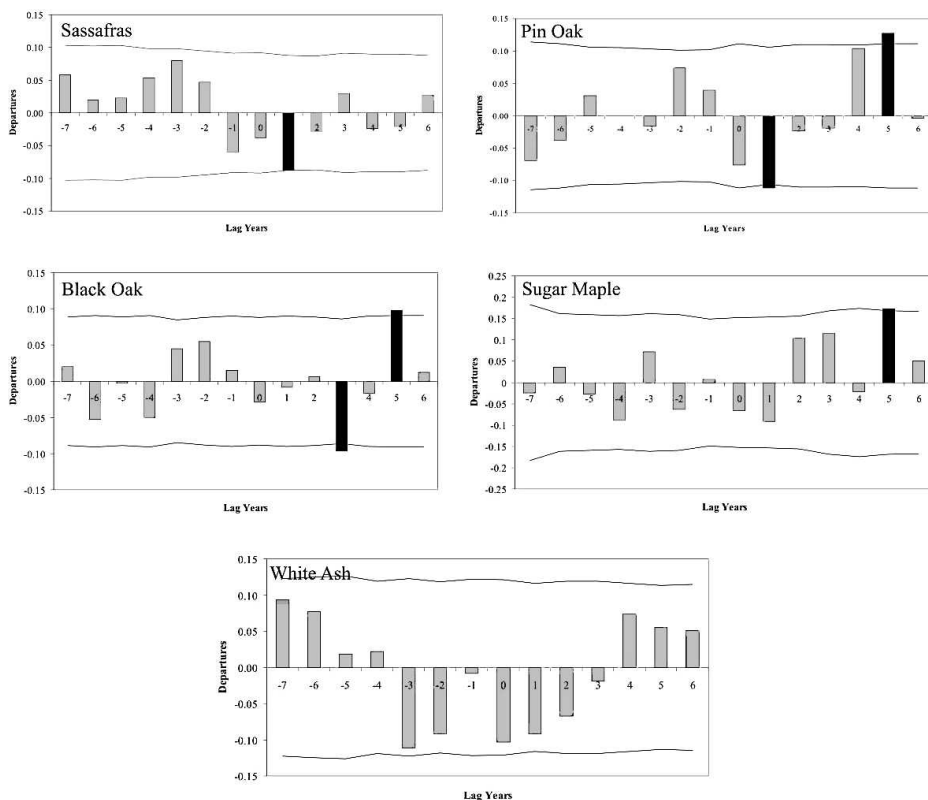 Sassafras
0.15
0.10
0.05
0.00
-0.05
-0.10
-0.15
Departures
-7 -6 -5 -4 -3 -2 -1 0 2 3 4 5 6
Lag Years
Pin Oak
0.15
0.10
0.05
0.00
-0.05
-0.10
-0.15
Departures
-7 -6 -5 -4 -3 -2 -1 0 2 3 4 5 6
Lag Years
Black Oak
0.15
0.10
0.05
0.00
-0.05
-0.10
-0.15
Departures
-7 -6 -5 -4 -3 -2 -1 0 1 2 4 5 6
Lag Years
Sugar Maple
0.25
0.2
0.15
0.1
0.05
0
-0.05
-0.1
-0.15
-0.2
-0.25
Departures
-7 -6 -5 -4 -3 -2 -1 0 1 2 3 4 5 6
Lag Years
White Ash
0.15
0.10
0.05
0.00
-0.05
-0.10
-0.15
Departures
-7 -6 -5 -4 -3 -2 -1 0 1 2 3 4 5 6
Lag Years